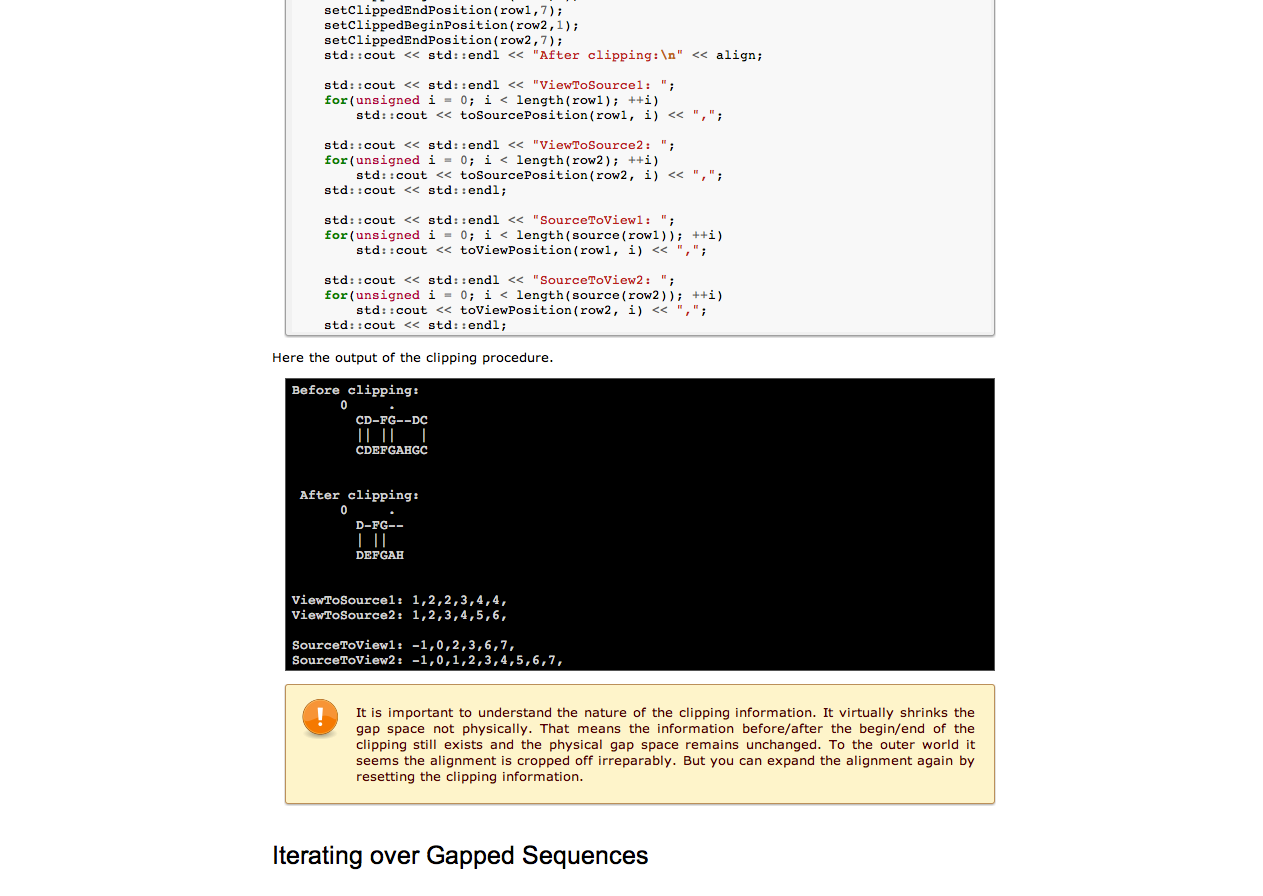 setClippedEndPosition(row1,7);
setClippedBeginPosition(row2,1);
setClippedEndPosition(row2,7);
std::cout << std::endl << "After clipping:\n" << align;
std::cout << std::endl << "ViewToSource1: ";
for(unsigned i = 0; i < length(row1); ++i)
std::cout << toSourcePosition(row1, i) << ",";
std::cout << std::endl << "ViewToSource2: ";
for(unsigned i = 0; i < length(row2); ++i)
std::cout << toSourcePosition(row2, i) << ",";
std::cout << std::endl;
std::cout << std::endl << "SourceToView1: ";
for(unsigned i = 0; i < length(source(row1)); ++i)
std::cout << toViewPosition(row1, i) << ",";
std::cout << std::endl << "SourceToView2: ";
for(unsigned i = 0; i < length(source(row2)); ++i)
std::cout << toViewPosition(row2, i) << ",";
std::cout << std::endl;
Here the output of the clipping procedure.
Before clipping:
0     .
CD-FG--DC
|| ||   |
CDEFGAHGC
After clipping:
0     .
D-FG--
| ||
DEFGAH
ViewToSource1: 1,2,2,3,4,4,
ViewToSource2: 1,2,3,4,5,6,
SourceToView1: -1,0,2,3,6,7,
SourceToView2: -1,0,1,2,3,4,5,6,7,
It is important to understand the nature of the clipping information. It virtually shrinks the
gap space not physically. That means the information before/after the begin/end of the
clipping still exists and the physical gap space remains unchanged. To the outer world it
seems the alignment is cropped off irreparably. But you can expand the alignment again by
resetting the clipping information.
Iterating over Gapped Sequences